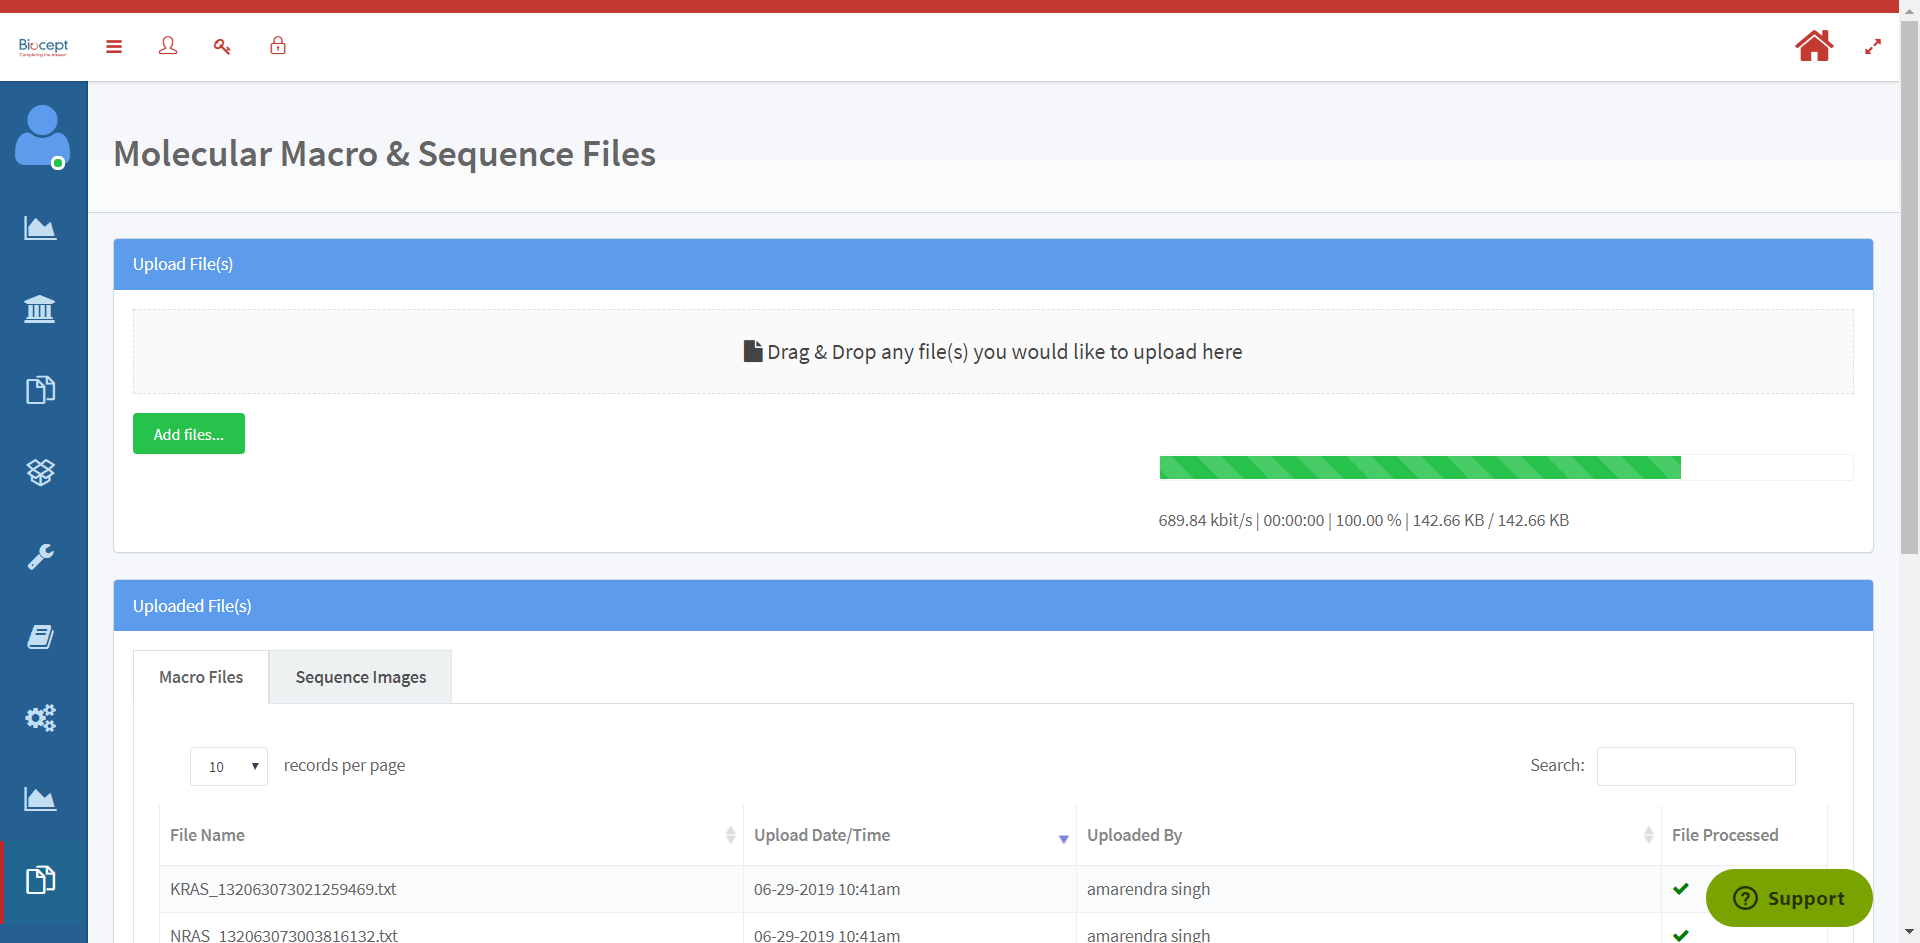 Biocept
Molecular Macro & Sequence Files
Upload File(s)
Drag & Drop any file(s) you would like to upload here
Add files...
689.84 kbit/s | 00:00:00 | 100.00 % | 142.66 KB / 142.66 KB
Uploaded File(s)
Macro Files
Sequence Images
10
records per page
Search:
File Name
Upload Date/Time
Uploaded By
File Processed
KRAS_132063073021259469.txt
06-29-2019 10:41am
amarendra singh
NRAS_132063073003816132.txt
06-29-2019 10:41am
amarendra singh
Support